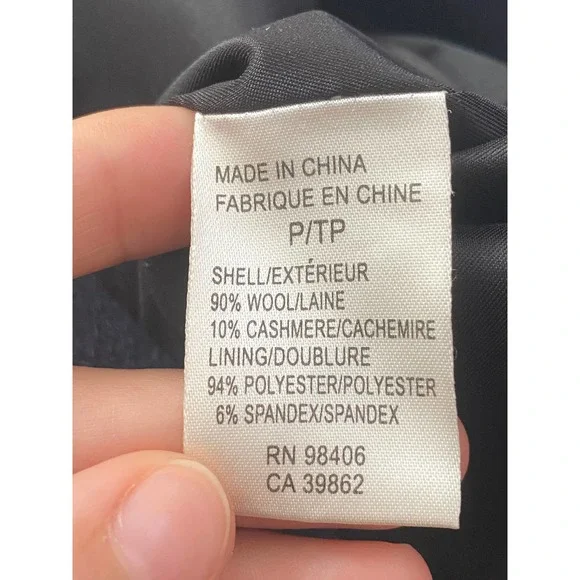 MADE IN CHINA
FABRIQUE EN CHINE
P/TP
SHELL/EXTÉRIEUR
90% WOOL/LAINE
10% CASHMERE/CACHEMIRE
LINING/DOUBLURE
94% POLYESTER/POLYESTER
6% SPANDEX/SPANDEX
RN 98406
CA 39862